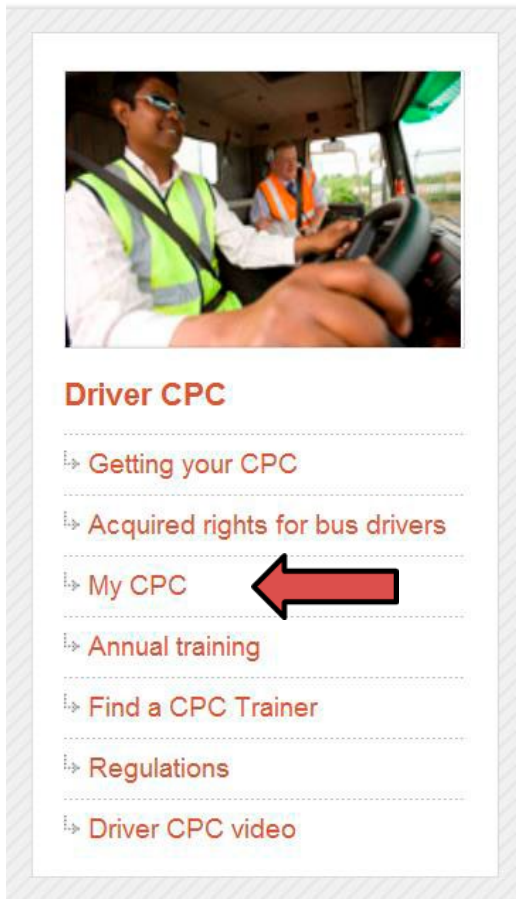 Driver CPC
Getting your CPC
Acquired rights for bus drivers
My CPC
Annual training
Find a CPC Trainer
Regulations
Driver CPC video